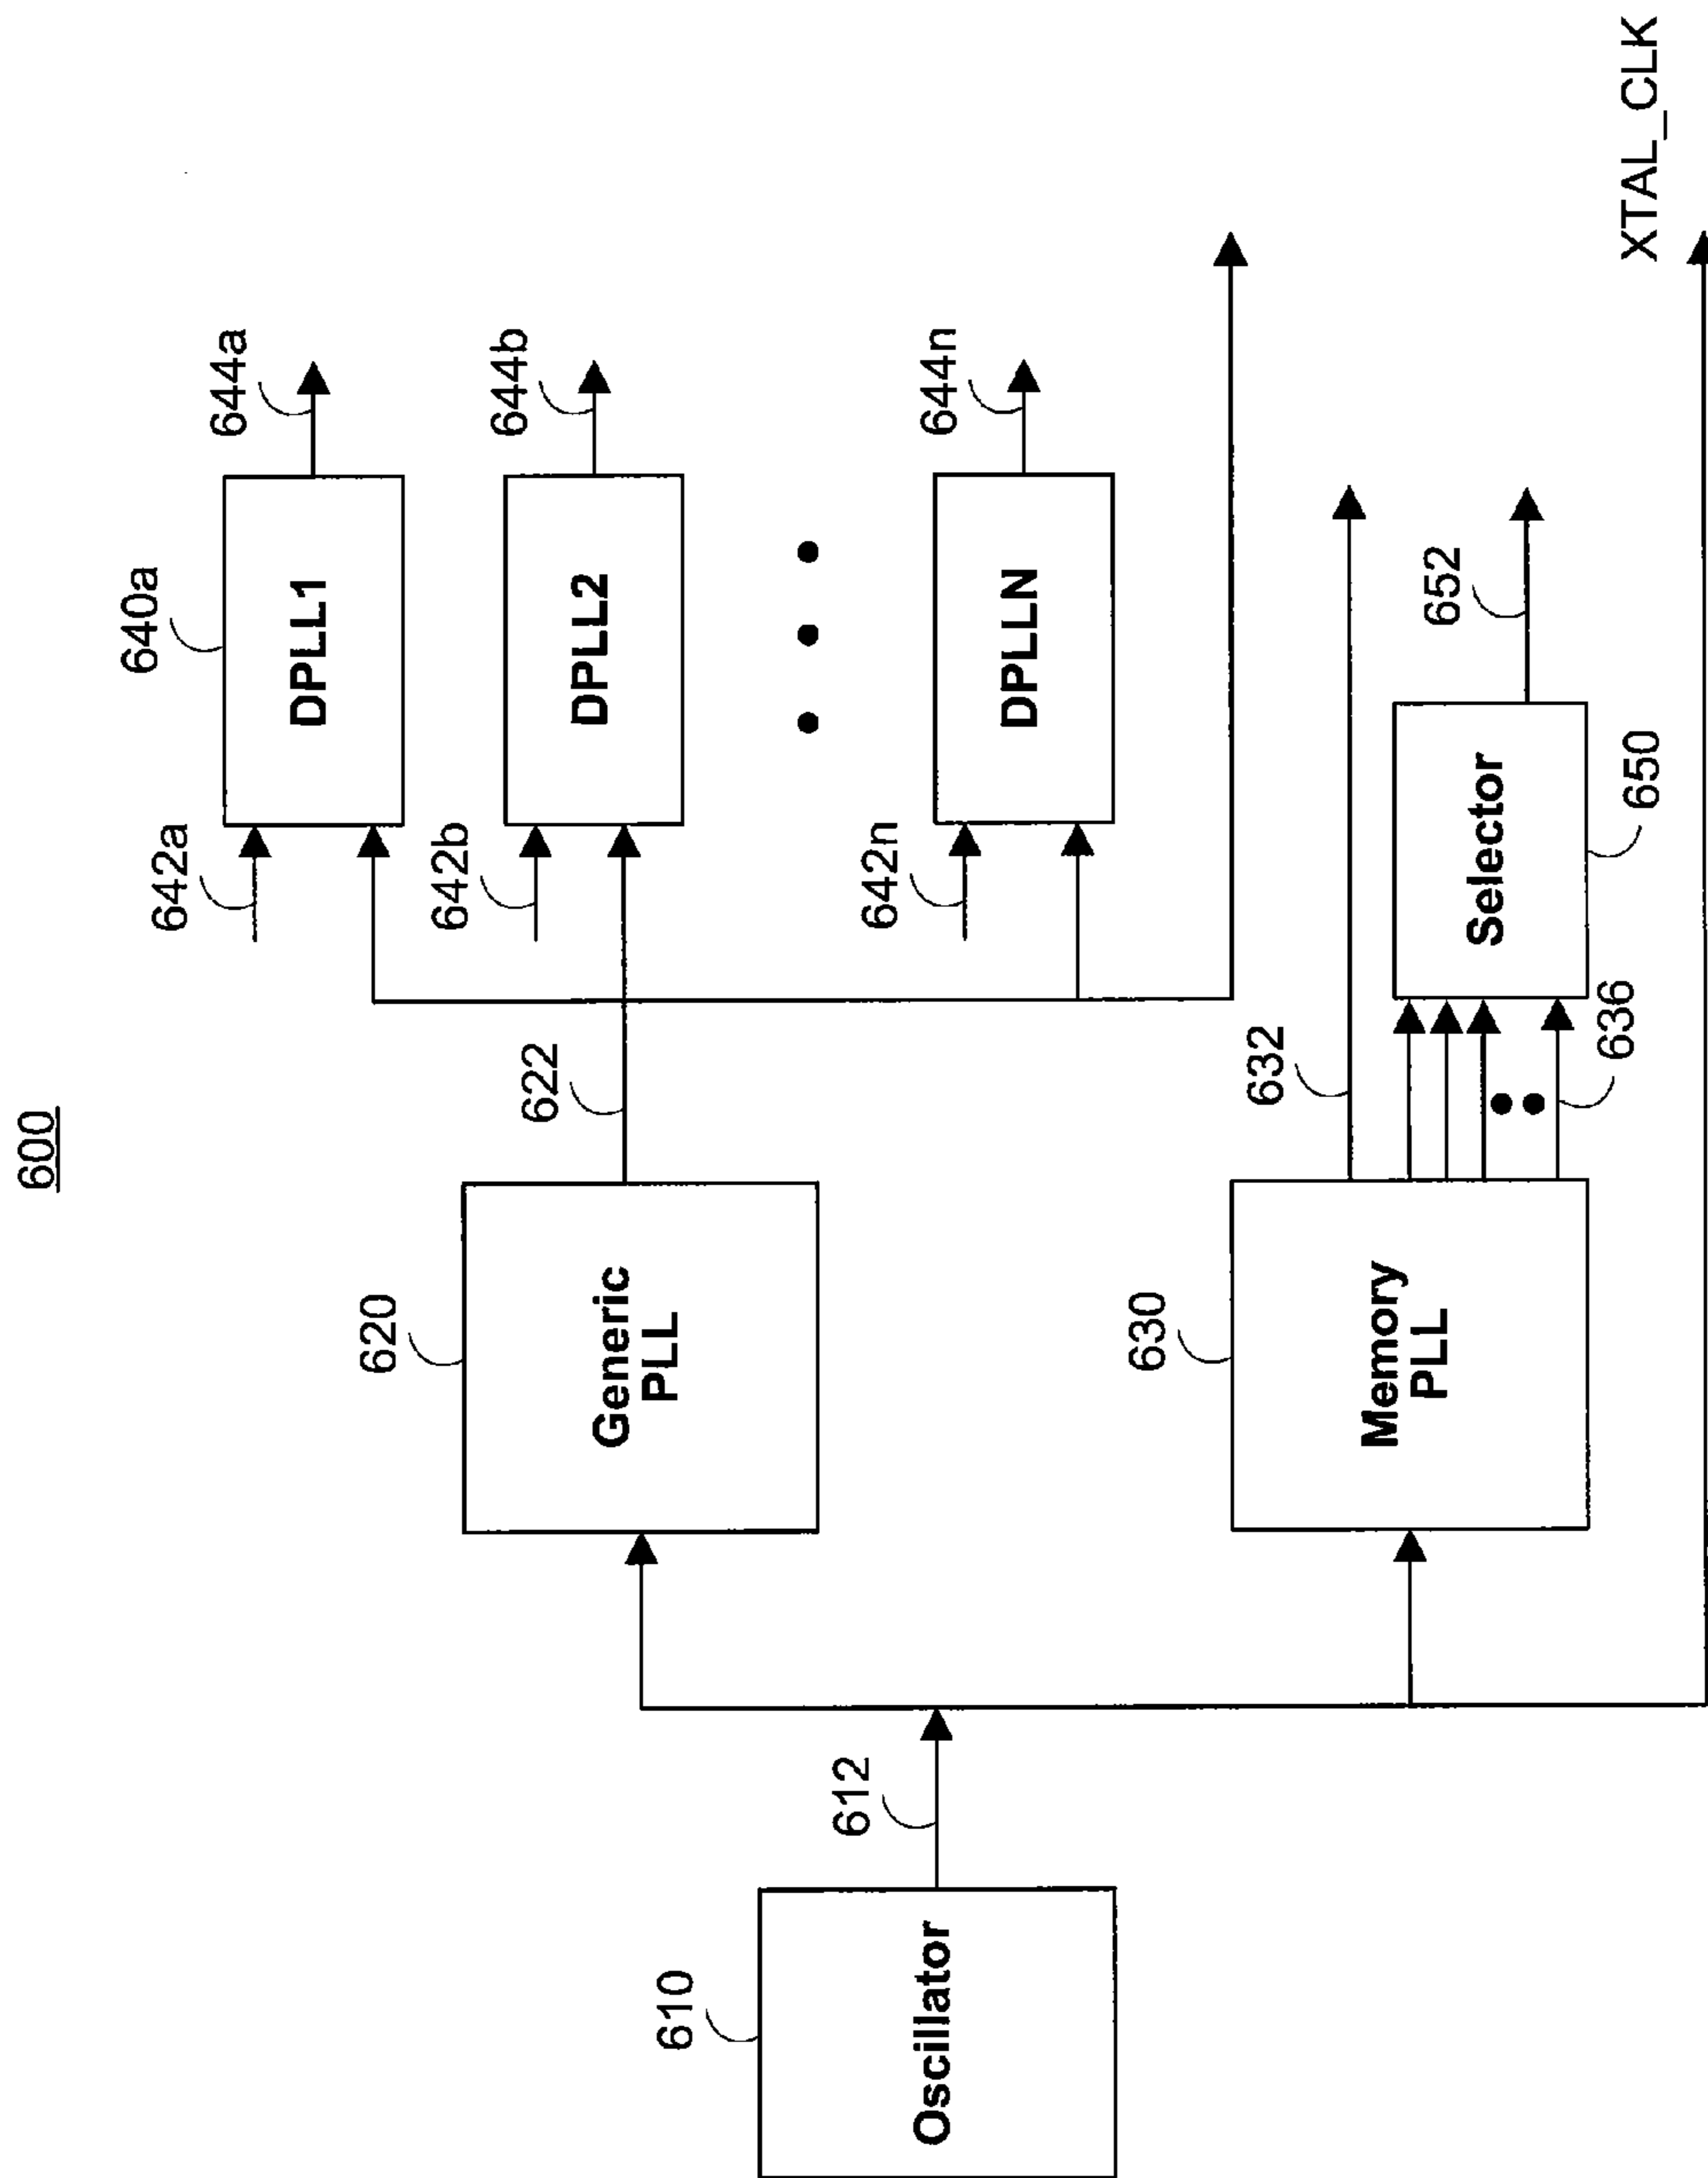 600
610
Oscillator
612
620
Generic
PLL
622
630
Memory
PLL
632
636
640a
642a
DPLL1
644a
642b
DPLL2
644b
642n
DPLLN
644n
Selector
650
652
XTAL_CLK